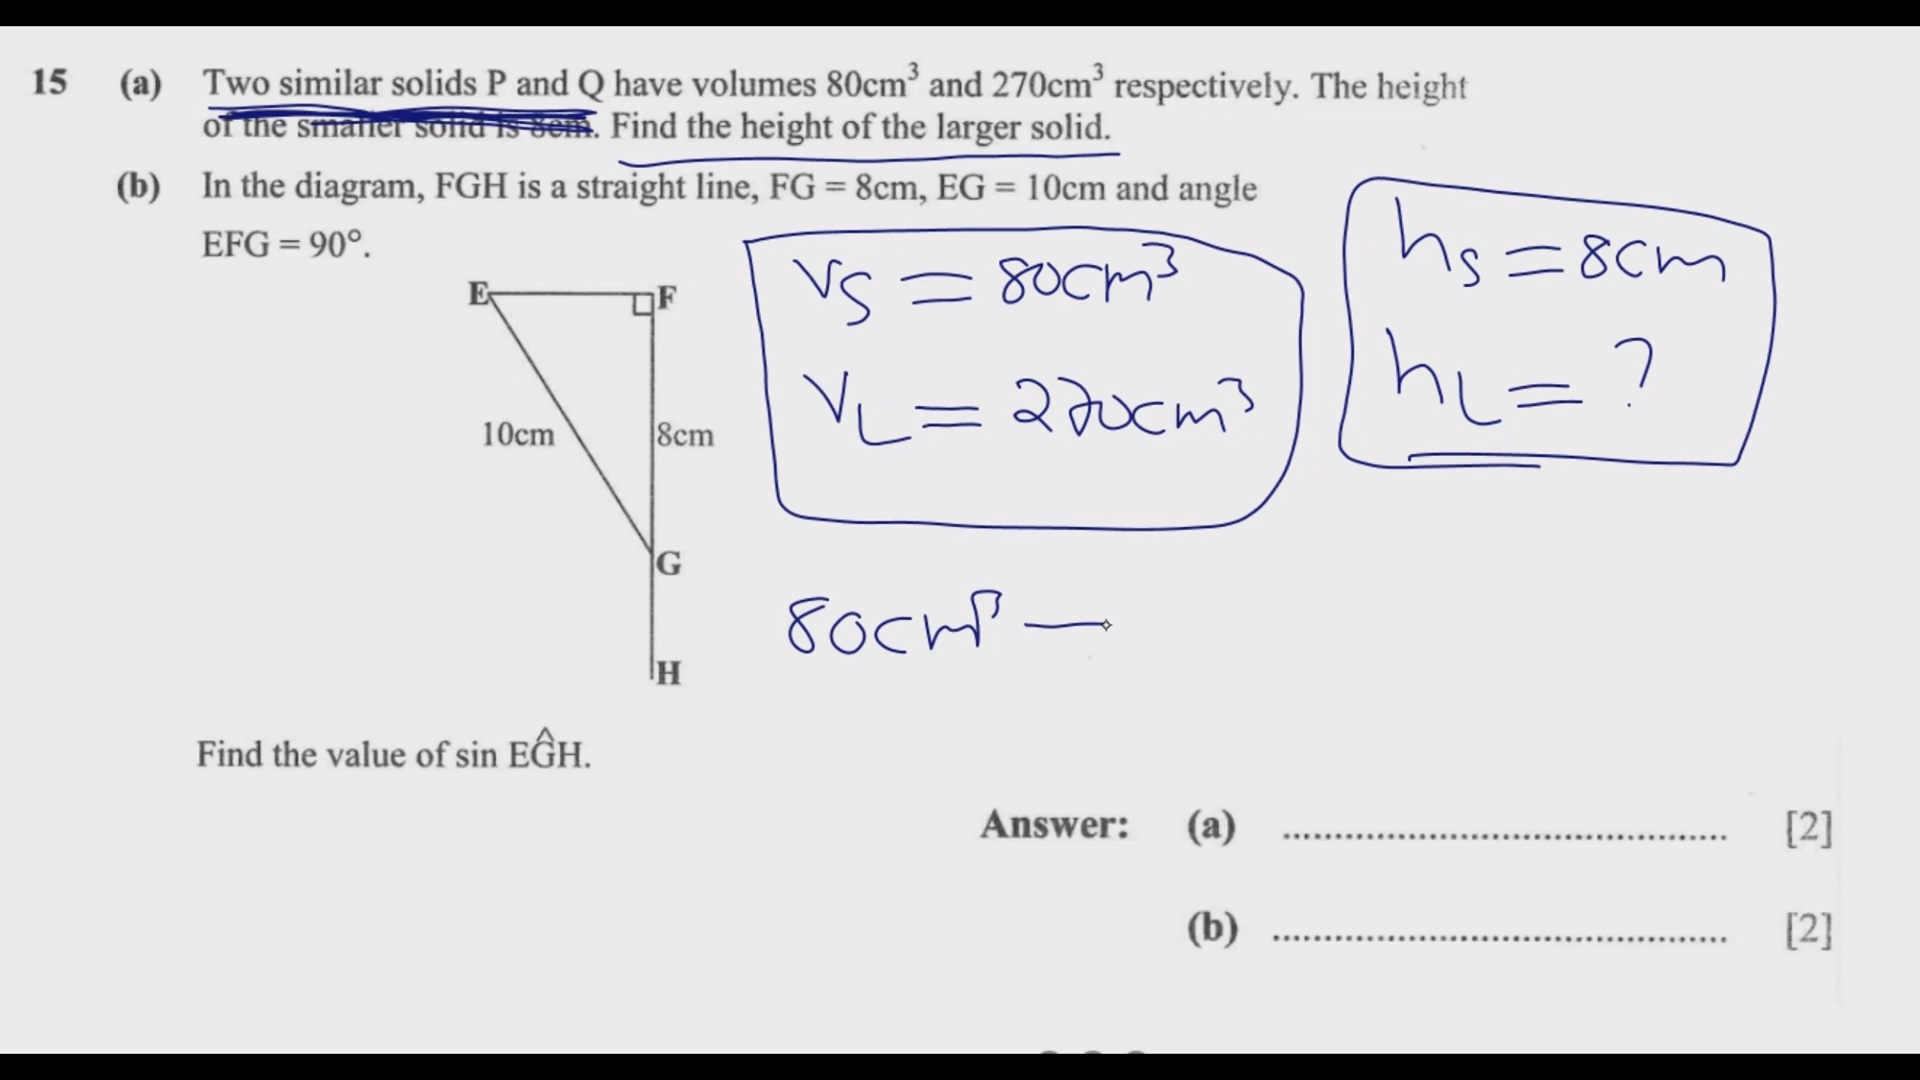 15 (a) Two similar solids P and Q have volumes 80cm³ and 270cm³ respectively. The height
of the smaller solid is 8cm. Find the height of the larger solid.
(b) In the diagram, FGH is a straight line, FG = 8cm, EG = 10cm and angle
EFG = 90°.
E
F
10cm
8cm
G
H
Vs = 80cm³
VL = 270cm³
hs = 8cm
hL = ?
80cm³ —
Find the value of sin EĜH.
Answer: (a) ............................................ [2]
(b) ............................................ [2]